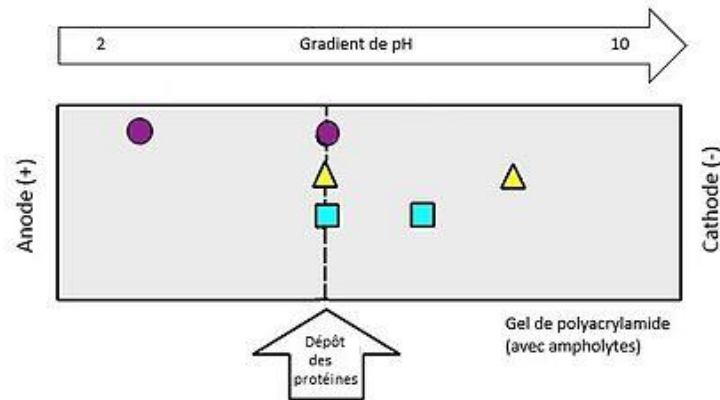 2 Gradient de pH 10
Anode (+)
Cathode (-)
Gel de polyacrylamide
(avec ampholytes)
Dépôt
des
protéines